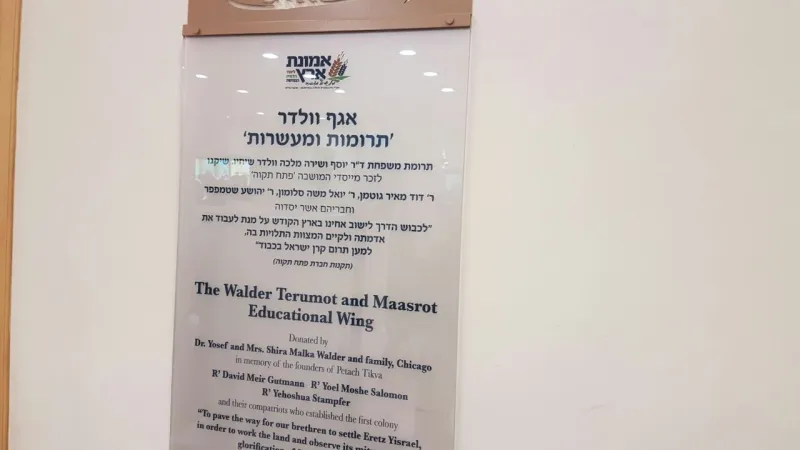 אמונת
ארץ
אגף וולדר
'תרומות ומעשרות'
תרומת משפחת ד"ר יוסף ושירה מלכה וולדר שיחיו, שיקגו
לזכר מייסדי המושבה 'פתח תקוה'
ר' דוד מאיר גוטמן, ר' יואל משה סלומון, ר' יהושע שטמפפר
וחבריהם אשר יסדוה
"לכבוש הדרך לישוב אחינו בארץ הקודש על מנת לעבוד את
אדמתה ולקיים המצוות התלויות בה,
למען תרום קרן ישראל בכבוד"
(תקנות חברת פתח תקוה)
The Walder Terumot and Maasrot
Educational Wing
Donated by
Dr. Yosef and Mrs. Shira Malka Walder and family, Chicago
in memory of the founders of Petach Tikva
R' David Meir Gutmann R' Yoel Moshe Salomon
R' Yehoshua Stampfer
and their compatriots who established the first colony
"To pave the way for our brethren to settle Eretz Yisrael,
in order to work the land and observe its